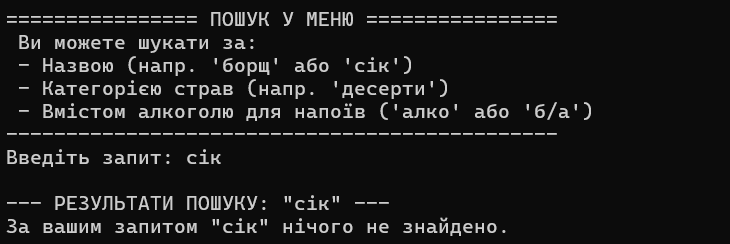 ================ ПОШУК У МЕНЮ ================
Ви можете шукати за:
- Назвою (напр. 'борщ' або 'сік')
- Категорією страв (напр. 'десерти')
- Вмістом алкоголю для напоїв ('алко' або 'б/а')
----------------------------------------------
Введіть запит: сік

--- РЕЗУЛЬТАТИ ПОШУКУ: "сік" ---
За вашим запитом "сік" нічого не знайдено.